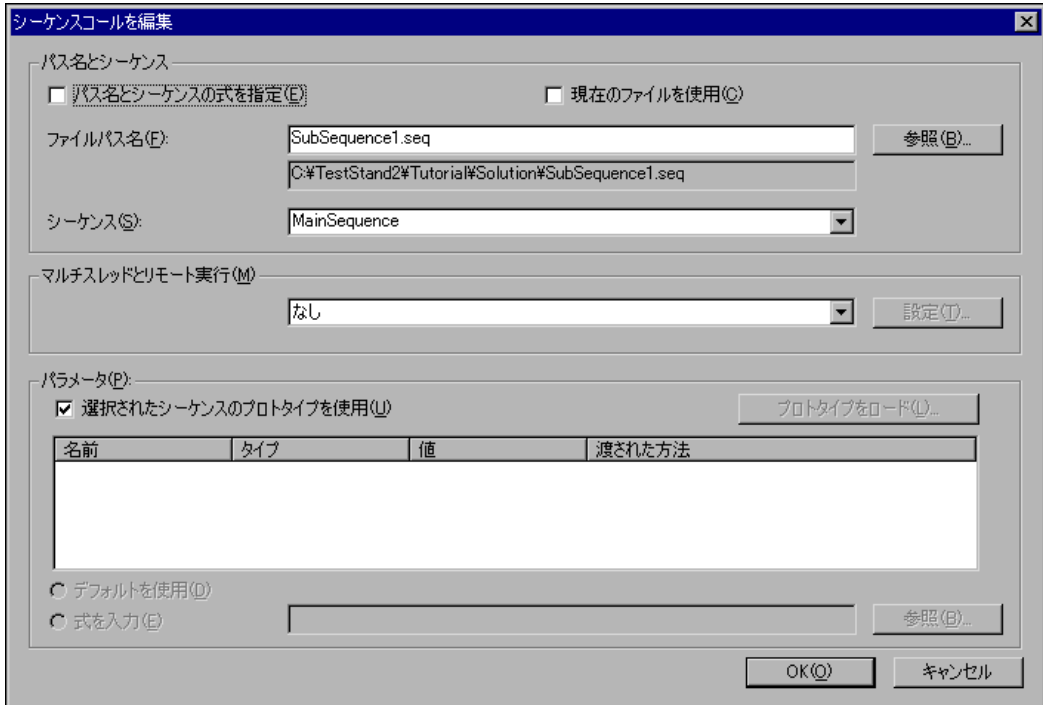 シーケンスコールを編集
パス名とシーケンス
パス名とシーケンスの式を指定(E)
現在のファイルを使用(C)
ファイルパス名(F):
SubSequence1.seq
参照(B)...
C:¥TestStand2¥Tutorial¥Solution¥SubSequence1.seq
シーケンス(S):
MainSequence
マルチスレッドとリモート実行(M)
なし
設定(T)...
パラメータ(P):
選択されたシーケンスのプロトタイプを使用(U)
プロトタイプをロード(L)...
名前 タイプ 値 渡された方法
デフォルトを使用(D)
式を入力(E)
参照(B)...
OK(O)
キャンセル